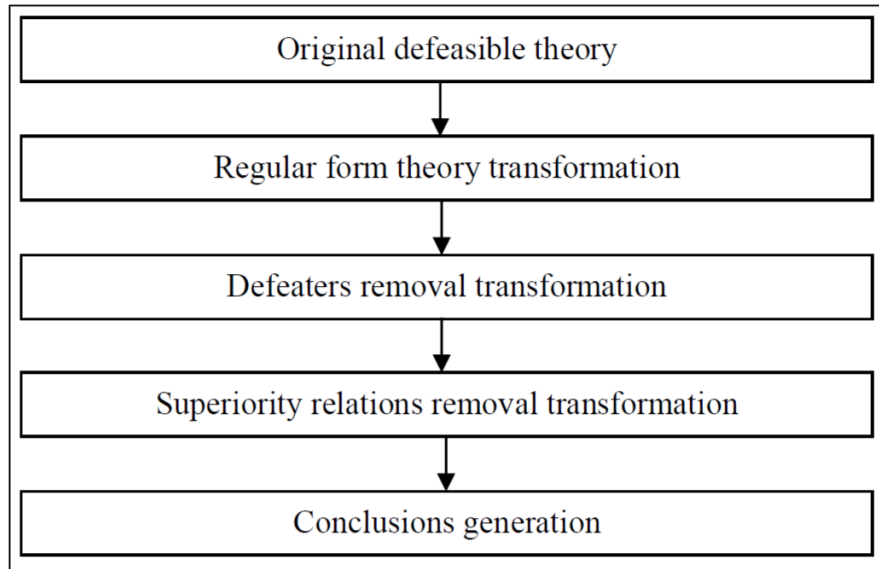 Original defeasible theory
Regular form theory transformation
Defeaters removal transformation
Superiority relations removal transformation
Conclusions generation